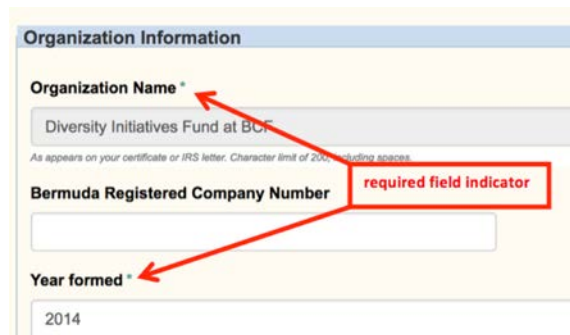 Organization Information
Organization Name *
Diversity Initiatives Fund at BCF
As appears on your certificate or IRS letter. Character limit of 200, including spaces.
Bermuda Registered Company Number
required field indicator
Year formed *
2014